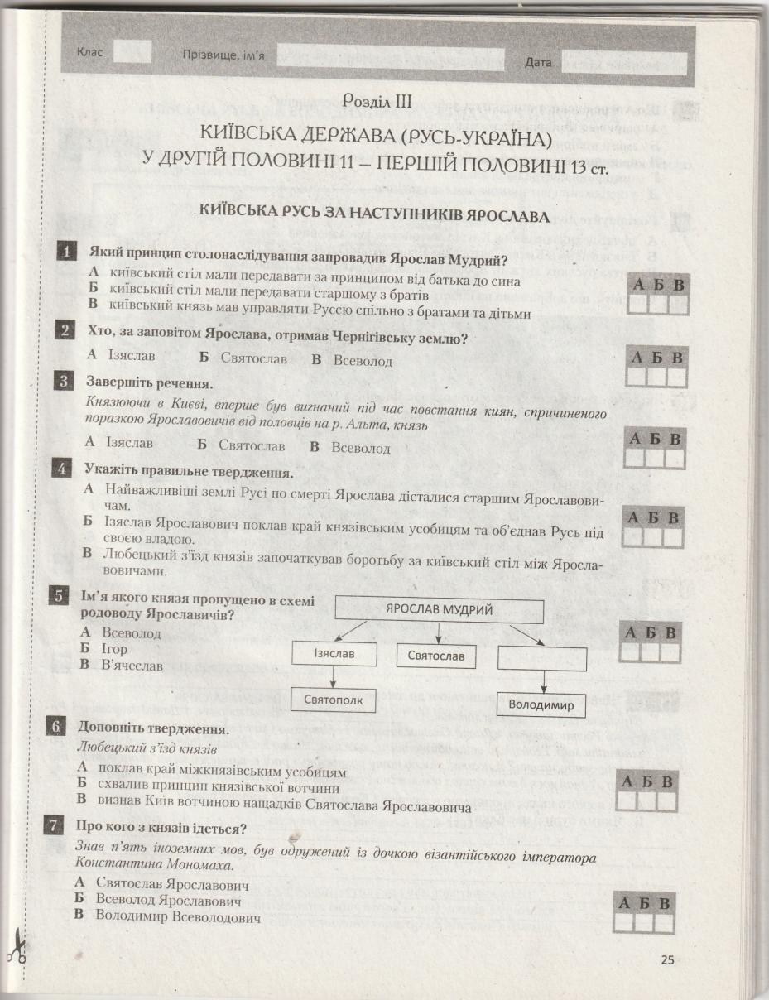 Клас
Прізвище, ім'я
Дата
Розділ III
КИЇВСЬКА ДЕРЖАВА (РУСЬ-УКРАЇНА)
У ДРУГІЙ ПОЛОВИНІ 11 – ПЕРШІЙ ПОЛОВИНІ 13 ст.
КИЇВСЬКА РУСЬ ЗА НАСТУПНИКІВ ЯРОСЛАВА
1 Який принцип столонаслідування запровадив Ярослав Мудрий?
А київський стіл мали передавати за принципом від батька до сина
Б київський стіл мали передавати старшому з братів
В київський князь мав управляти Руссю спільно з братами та дітьми
А Б В
2 Хто, за заповітом Ярослава, отримав Чернігівську землю?
А Ізяслав Б Святослав В Всеволод
А Б В
3 Завершіть речення.
Князюючи в Києві, вперше був вигнаний під час повстання киян, спричиненого
поразкою Ярославовичів від половців на р. Альта, князь
А Ізяслав Б Святослав В Всеволод
А Б В
4 Укажіть правильне твердження.
А Найважливіші землі Русі по смерті Ярослава дісталися старшим Ярославови-
чам.
Б Ізяслав Ярославович поклав край князівським усобицям та об'єднав Русь під
своєю владою.
В Любецький з'їзд князів започаткував боротьбу за київський стіл між Яросла-
вовичами.
А Б В
5 Ім'я якого князя пропущено в схемі
родоводу Ярославичів?
А Всеволод
Б Ігор
В В'ячеслав
ЯРОСЛАВ МУДРИЙ
Ізяслав
Святослав
Святополк
Володимир
А Б В
6 Доповніть твердження.
Любецький з'їзд князів
А поклав край міжкнязівським усобицям
Б схвалив принцип князівської вотчини
В визнав Київ вотчиною нащадків Святослава Ярославовича
А Б В
7 Про кого з князів ідеться?
Знав п'ять іноземних мов, був одружений із дочкою візантійського імператора
Константина Мономаха.
А Святослав Ярославович
Б Всеволод Ярославович
В Володимир Всеволодович
А Б В
25